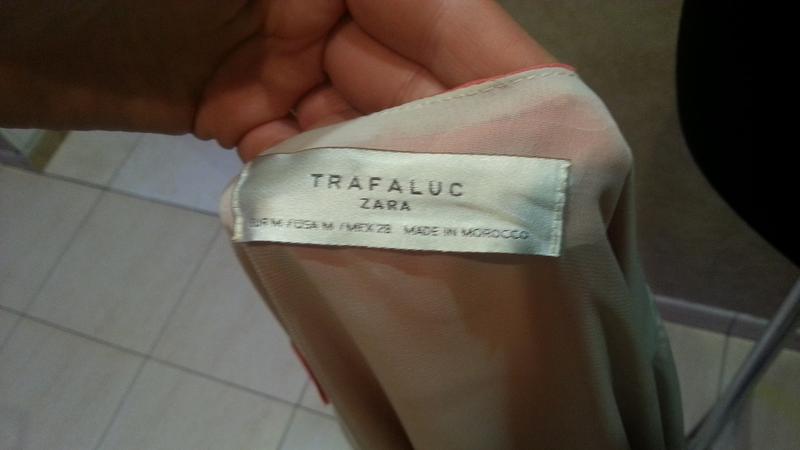 TRAFALUC
ZARA
EUR M / USA M / MEX 28 MADE IN MOROCCO